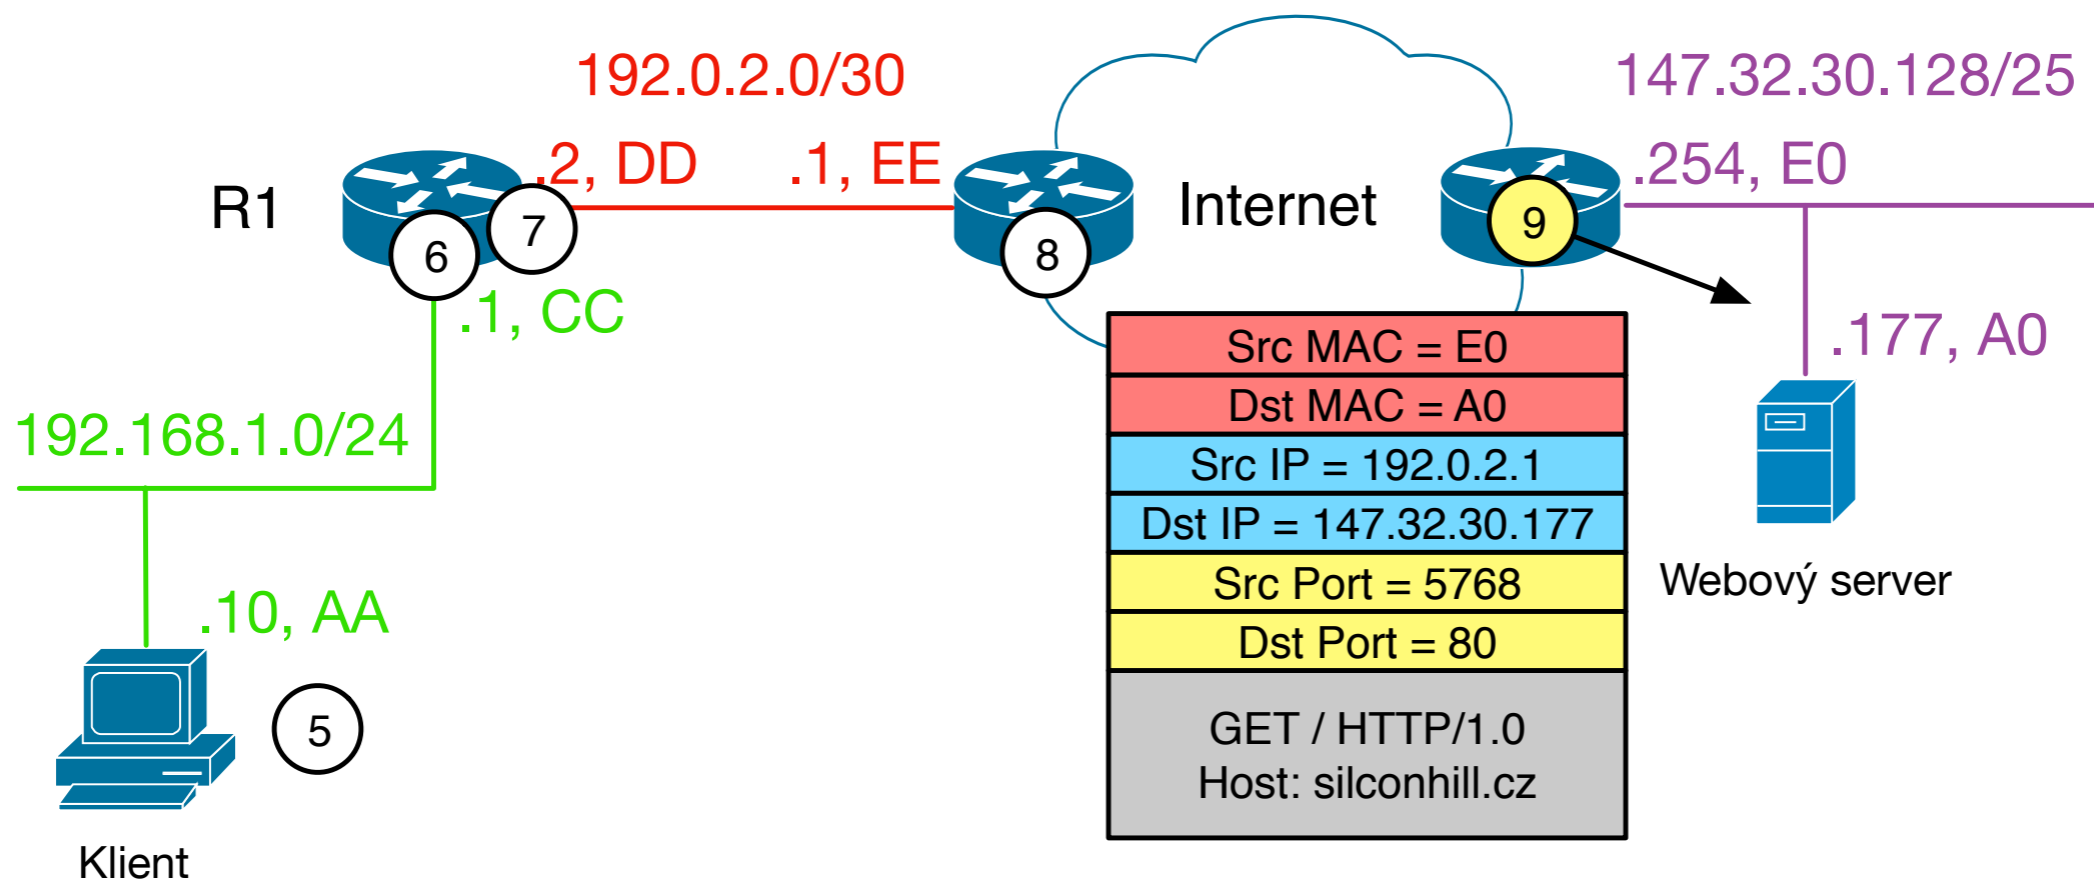 192.0.2.0/30
147.32.30.128/25
.2, DD
.1, EE
.254, E0
R1
Internet
7
6
8
9
.1, CC
.177, A0
Src MAC = E0
Dst MAC = A0
192.168.1.0/24
Src IP = 192.0.2.1
Dst IP = 147.32.30.177
Src Port = 5768
Webový server
.10, AA
Dst Port = 80
5
GET / HTTP/1.0
Host: silconhill.cz
Klient